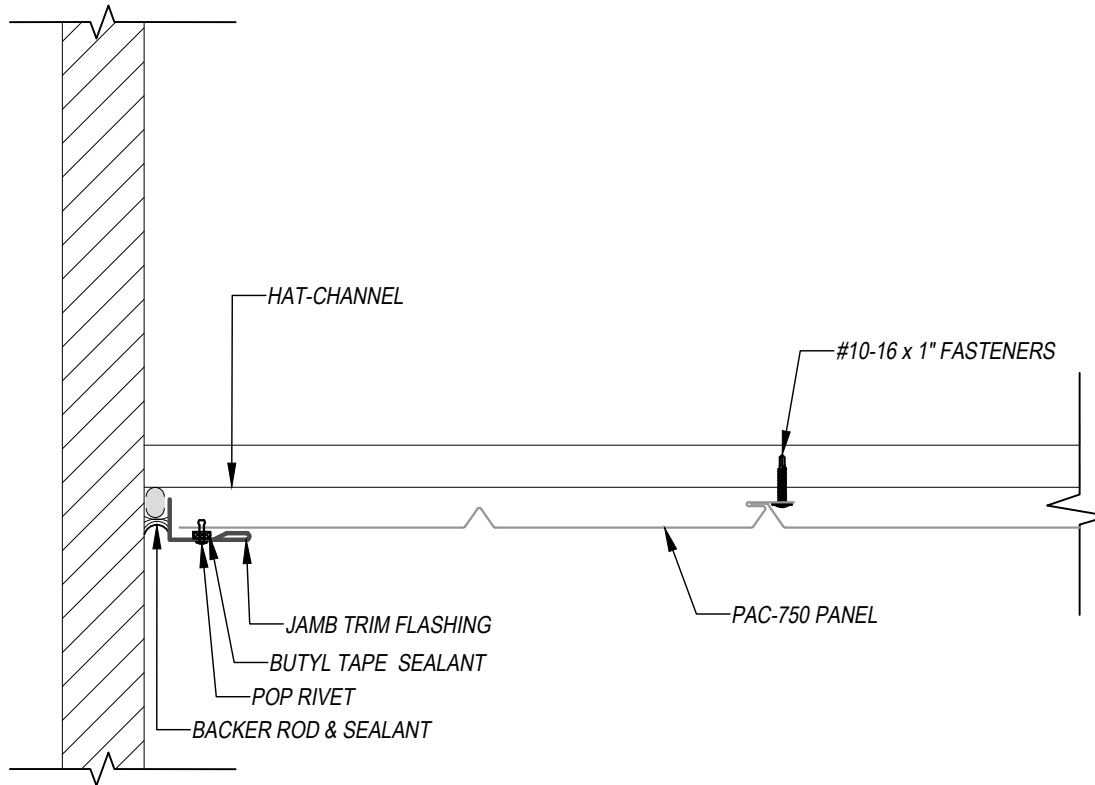 HAT-CHANNEL
#10-16 x 1" FASTENERS
PAC-750 PANEL
JAMB TRIM FLASHING
BUTYL TAPE SEALANT
POP RIVET
BACKER ROD & SEALANT